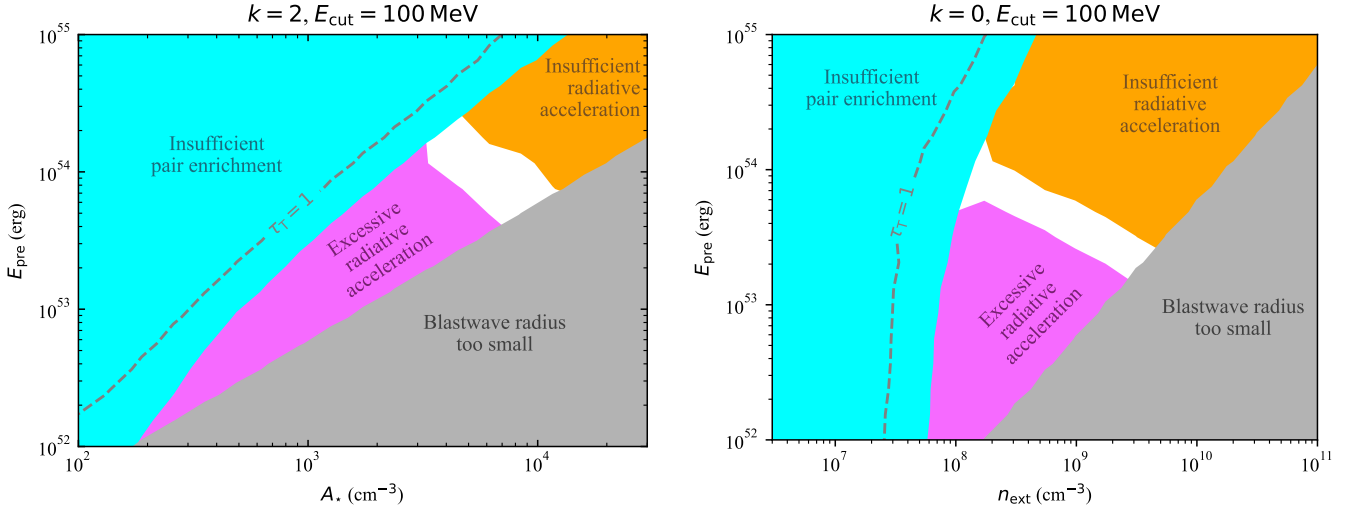 k = 2, E_cut = 100 MeV
10^55
10^54
10^53
10^52
E_pre (erg)
Insufficient
pair enrichment
τ_T = 1
Insufficient
radiative
acceleration
Excessive
radiative
acceleration
Blastwave radius
too small
10^2
10^3
10^4
A⋆ (cm^−3)
k = 0, E_cut = 100 MeV
10^55
10^54
10^53
10^52
E_pre (erg)
Insufficient
pair enrichment
τ_T = 1
Insufficient
radiative
acceleration
Excessive
radiative
acceleration
Blastwave radius
too small
10^7
10^8
10^9
10^10
10^11
n_ext (cm^−3)